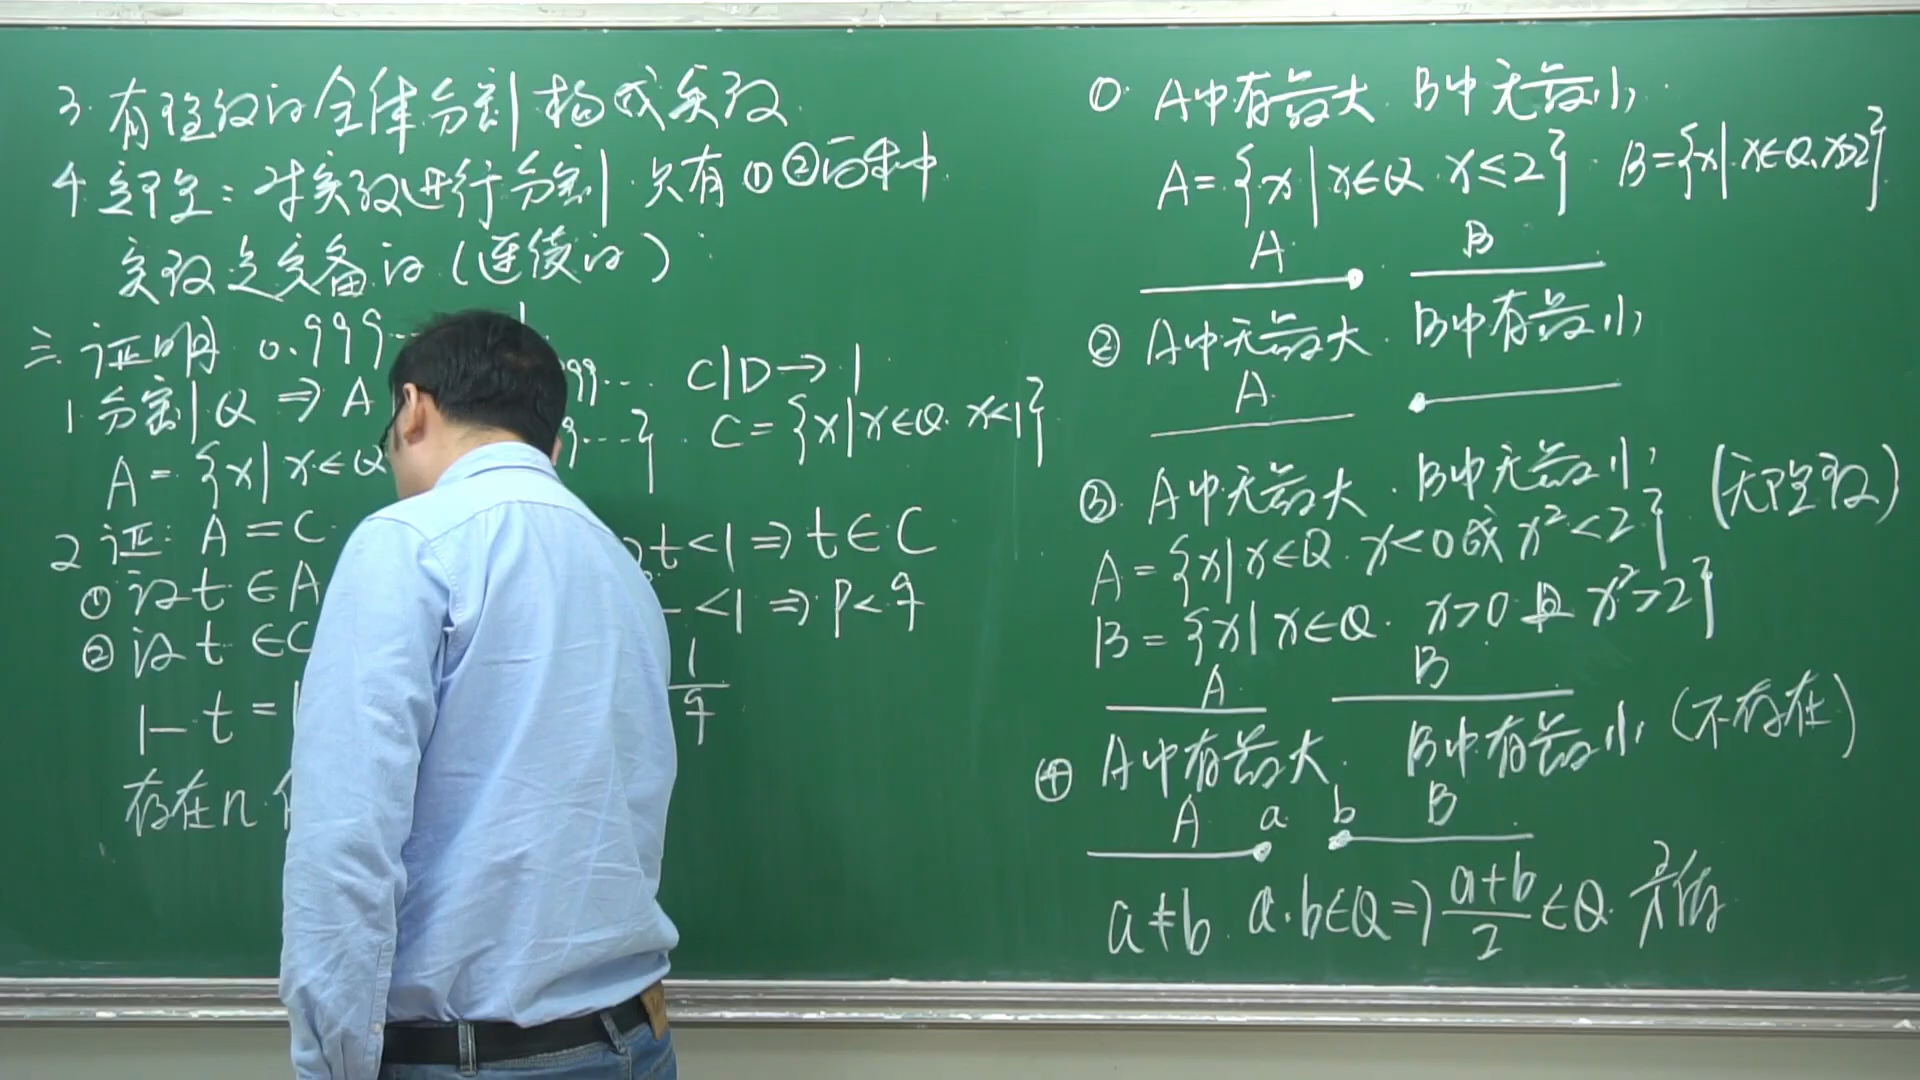 3. 有理数的全体分割构成实数
4. 定理：对实数进行分割 只有①②两种
实数是完备的（连续的）
三. 证明 0.999
1. 分割 Q ⇒ A 99… C|D → 1
A = {x|x∈Q …} C = {x|x∈Q. x<1}
2 证: A = C
① 设 t ∈ A t<1 ⇒ t ∈ C
② 设 t ∈ C <1 ⇒ p<q
1-t = 1/q
存在 n
① A中有最大. B中无最小,
A = {x|x∈Q x≤2} B = {x|x∈Q. x>2}
A B
② A中无最大. B中有最小,
A
③. A中无最大. B中无最小, (无理数)
A = {x|x∈Q. x<0或 x²<2}
B = {x|x∈Q. x>0且 x²>2}
A B
④ A中有最大. B中有最小, (不存在)
A a b B
a≠b. a.b∈Q ⇒ (a+b)/2 ∈Q. 矛盾